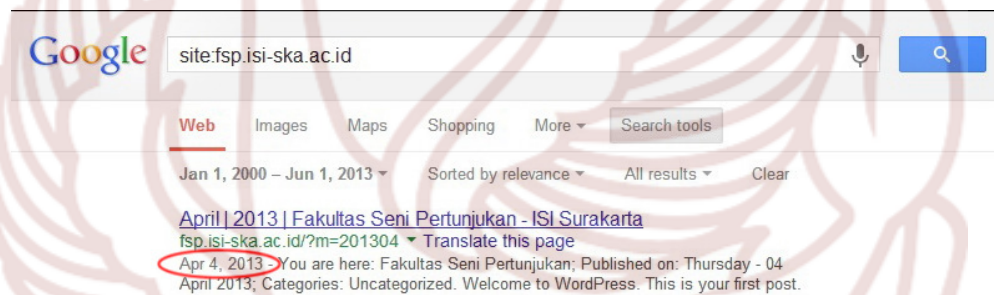 Google site:fsp.isi-ska.ac.id
Web Images Maps Shopping More Search tools
Jan 1, 2000 – Jun 1, 2013 Sorted by relevance All results Clear
April | 2013 | Fakultas Seni Pertunjukan - ISI Surakarta
fsp.isi-ska.ac.id/?m=201304 Translate this page
Apr 4, 2013 - You are here: Fakultas Seni Pertunjukan; Published on: Thursday - 04
April 2013; Categories: Uncategorized. Welcome to WordPress. This is your first post.